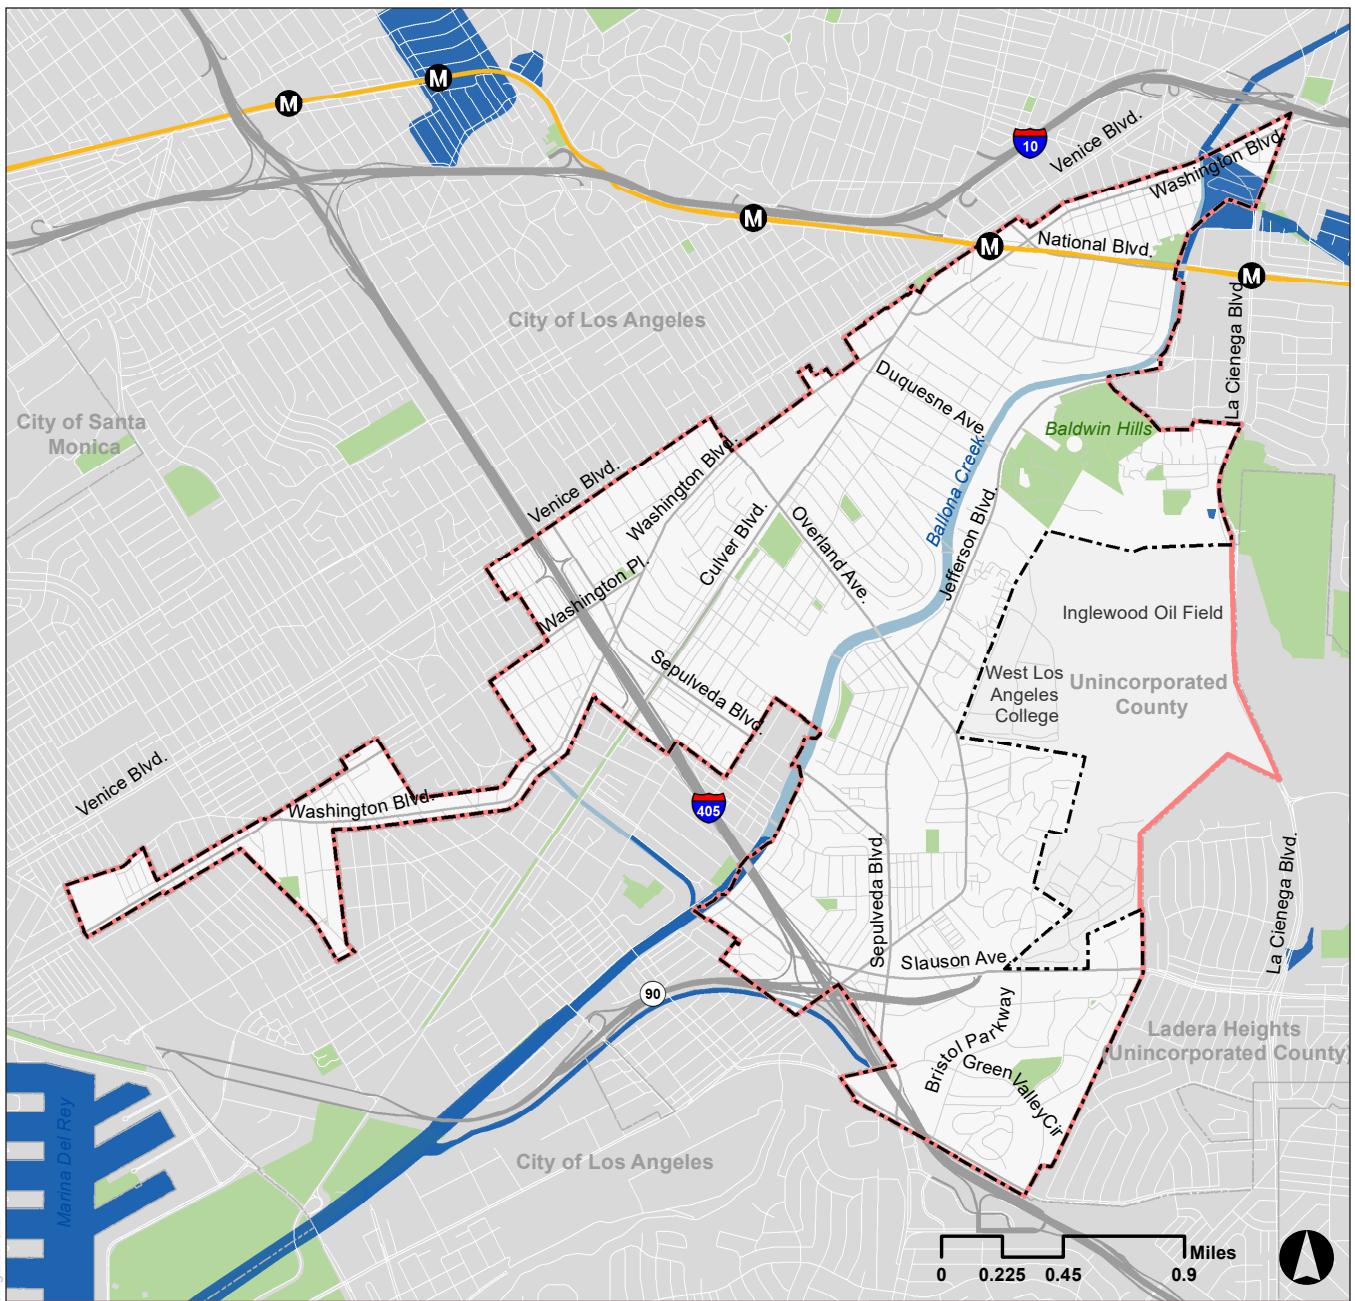 M
M
10
Venice Blvd.
Washington Blvd.
M
M
National Blvd.
M
City of Los Angeles
La Cienega Blvd.
Duquesne Ave.
City of Santa
Monica
Baldwin Hills
Venice Blvd.
Washington Blvd.
Ballona Creek
Culver Blvd.
Overland Ave.
Jefferson Blvd.
Washington Pl.
Inglewood Oil Field
Sepulveda Blvd.
West Los
Angeles
College
Unincorporated
County
Venice Blvd.
Washington Blvd.
405
Sepulveda Blvd.
La Cienega Blvd.
Slauson Ave.
90
Bristol Parkway
Ladera Heights
(Unincorporated County)
Green Valley Cir
Marina Del Rey
City of Los Angeles
Miles
0 0.225 0.45 0.9